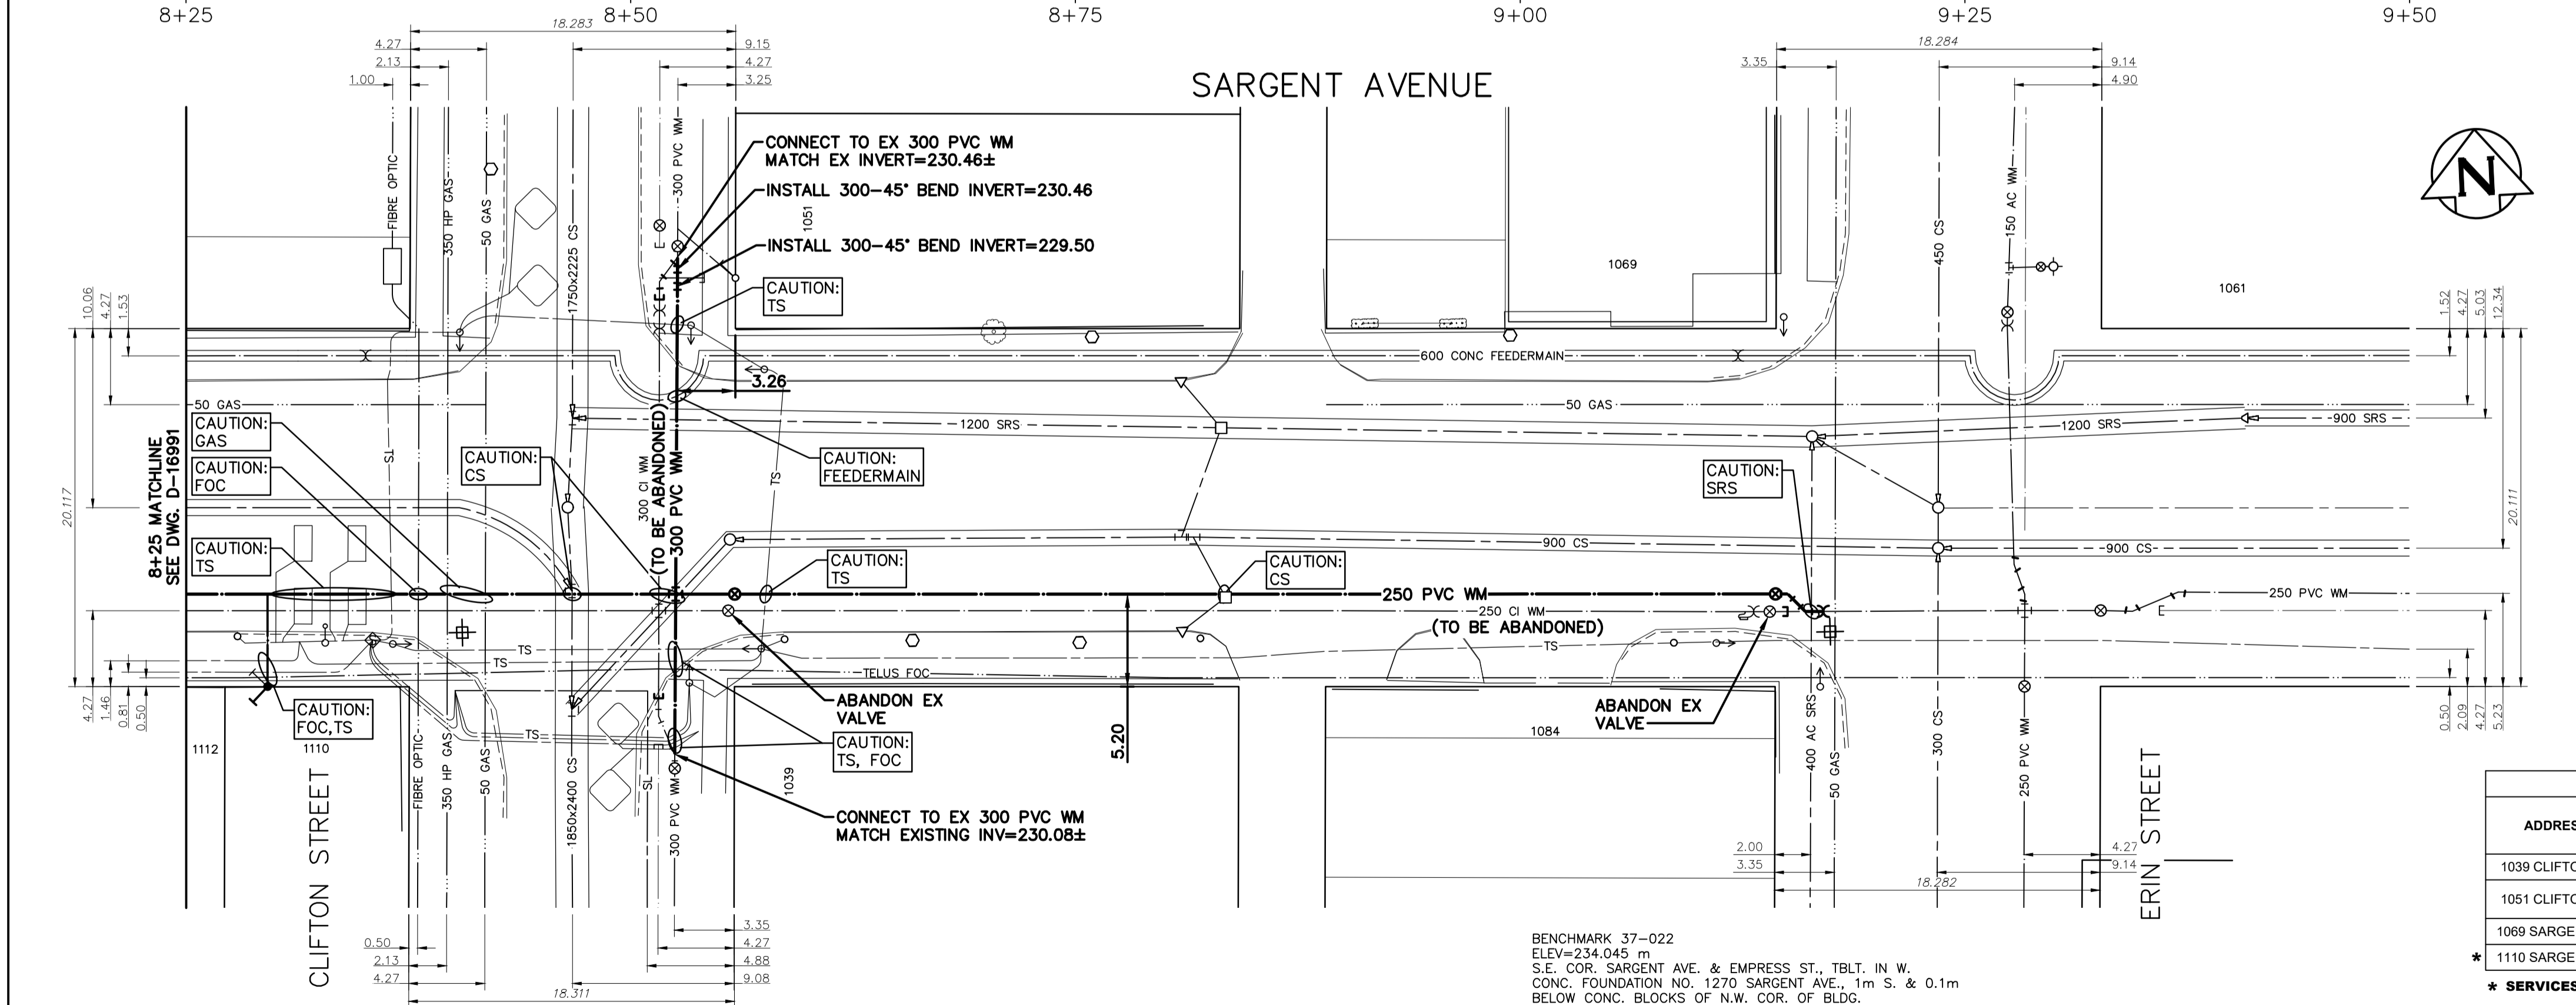 8+25
8+50
8+75
9+00
9+25
9+50
18.283
4.27
2.13
1.00
9.15
4.27
3.25
SARGENT AVENUE
18.284
3.35
9.14
4.90
N
FIBRE OPTIC
350 HP GAS
50 GAS
1750x2225 CS
300 PVC WM
CONNECT TO EX 300 PVC WM
MATCH EX INVERT=230.46±
INSTALL 300-45° BEND INVERT=230.46
1051
INSTALL 300-45° BEND INVERT=229.50
CAUTION:
TS
1069
450 CS
150 AC WM
1061
10.06
4.27
1.53
1.52
4.27
5.03
12.34
600 CONC FEEDERMAIN
3.26
50 GAS
50 GAS
CAUTION:
GAS
1200 SRS
1200 SRS
900 SRS
8+25 MATCHLINE
SEE DWG. D-16991
20.117
TS
CAUTION:
FOC
CAUTION:
CS
300 CI WM
(TO BE ABANDONED)
300 PVC WM
TS
CAUTION:
FEEDERMAIN
CAUTION:
SRS
20.111
CAUTION:
TS
900 CS
900 CS
CAUTION:
TS
CAUTION:
CS
250 PVC WM
250 PVC WM
250 CI WM
(TO BE ABANDONED)
TS
TS
TS
TELUS FOC
E
E
E
4.27
1.46
0.81
0.50
0.50
2.09
4.27
5.23
CAUTION:
FOC,TS
ABANDON EX
VALVE
ABANDON EX
VALVE
TS
CAUTION:
TS, FOC
5.20
1112
1110
1084
1039
CLIFTON STREET
FIBRE OPTIC
350 HP GAS
50 GAS
1850x2400 CS
SL
300 PVC WM
CONNECT TO EX 300 PVC WM
MATCH EXISTING INV=230.08±
400 AC SRS
50 GAS
300 CS
250 PVC WM
ERIN STREET
2.00
3.35
4.27
9.14
18.282
0.50
2.13
4.27
3.35
4.27
4.88
9.08
18.311
BENCHMARK 37-022
ELEV=234.045 m
S.E. COR. SARGENT AVE. & EMPRESS ST., TBLT. IN W.
CONC. FOUNDATION NO. 1270 SARGENT AVE., 1m S. & 0.1m
BELOW CONC. BLOCKS OF N.W. COR. OF BLDG.
ADDRES
1039 CLIFTO
1051 CLIFTO
1069 SARGE
* 1110 SARGE
* SERVICES